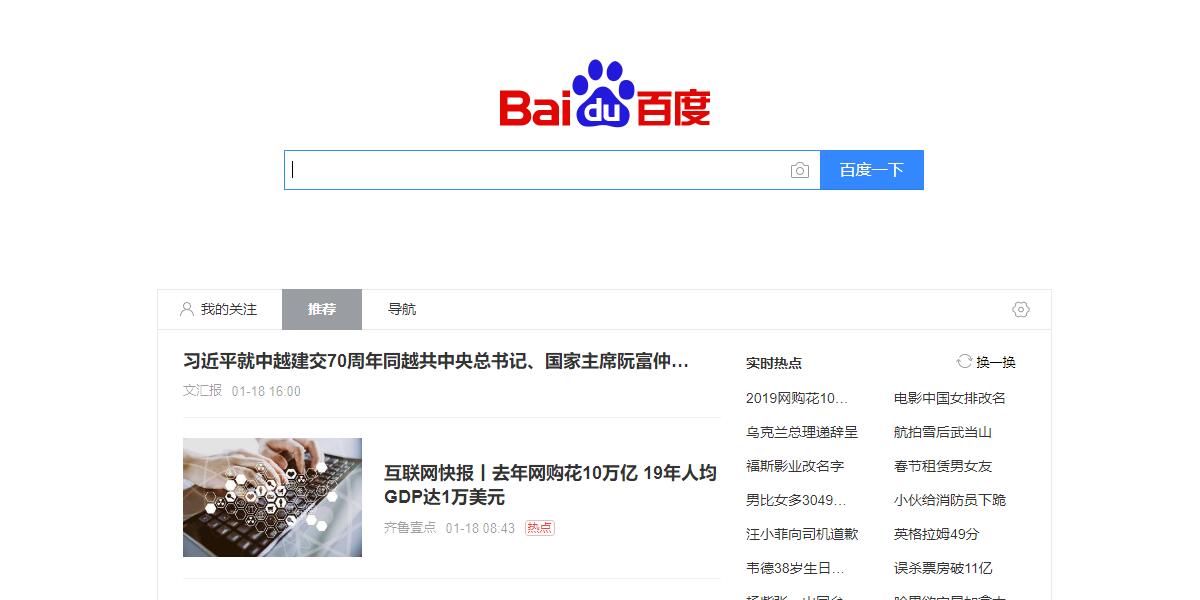 Bai du 百度
百度一下
我的关注 推荐 导航
习近平就中越建交70周年同越共中央总书记、国家主席阮富仲...
文汇报 01-18 16:00
互联网快报丨去年网购花10万亿 19年人均
GDP达1万美元
齐鲁壹点 01-18 08:43 热点
实时热点 换一换
2019网购花10... 电影中国女排改名
乌克兰总理递辞呈 航拍雪后武当山
福斯影业改名字 春节租赁男女友
男比女多3049... 小伙给消防员下跪
汪小菲向司机道歉 英格拉姆49分
韦德38岁生日... 误杀票房破11亿